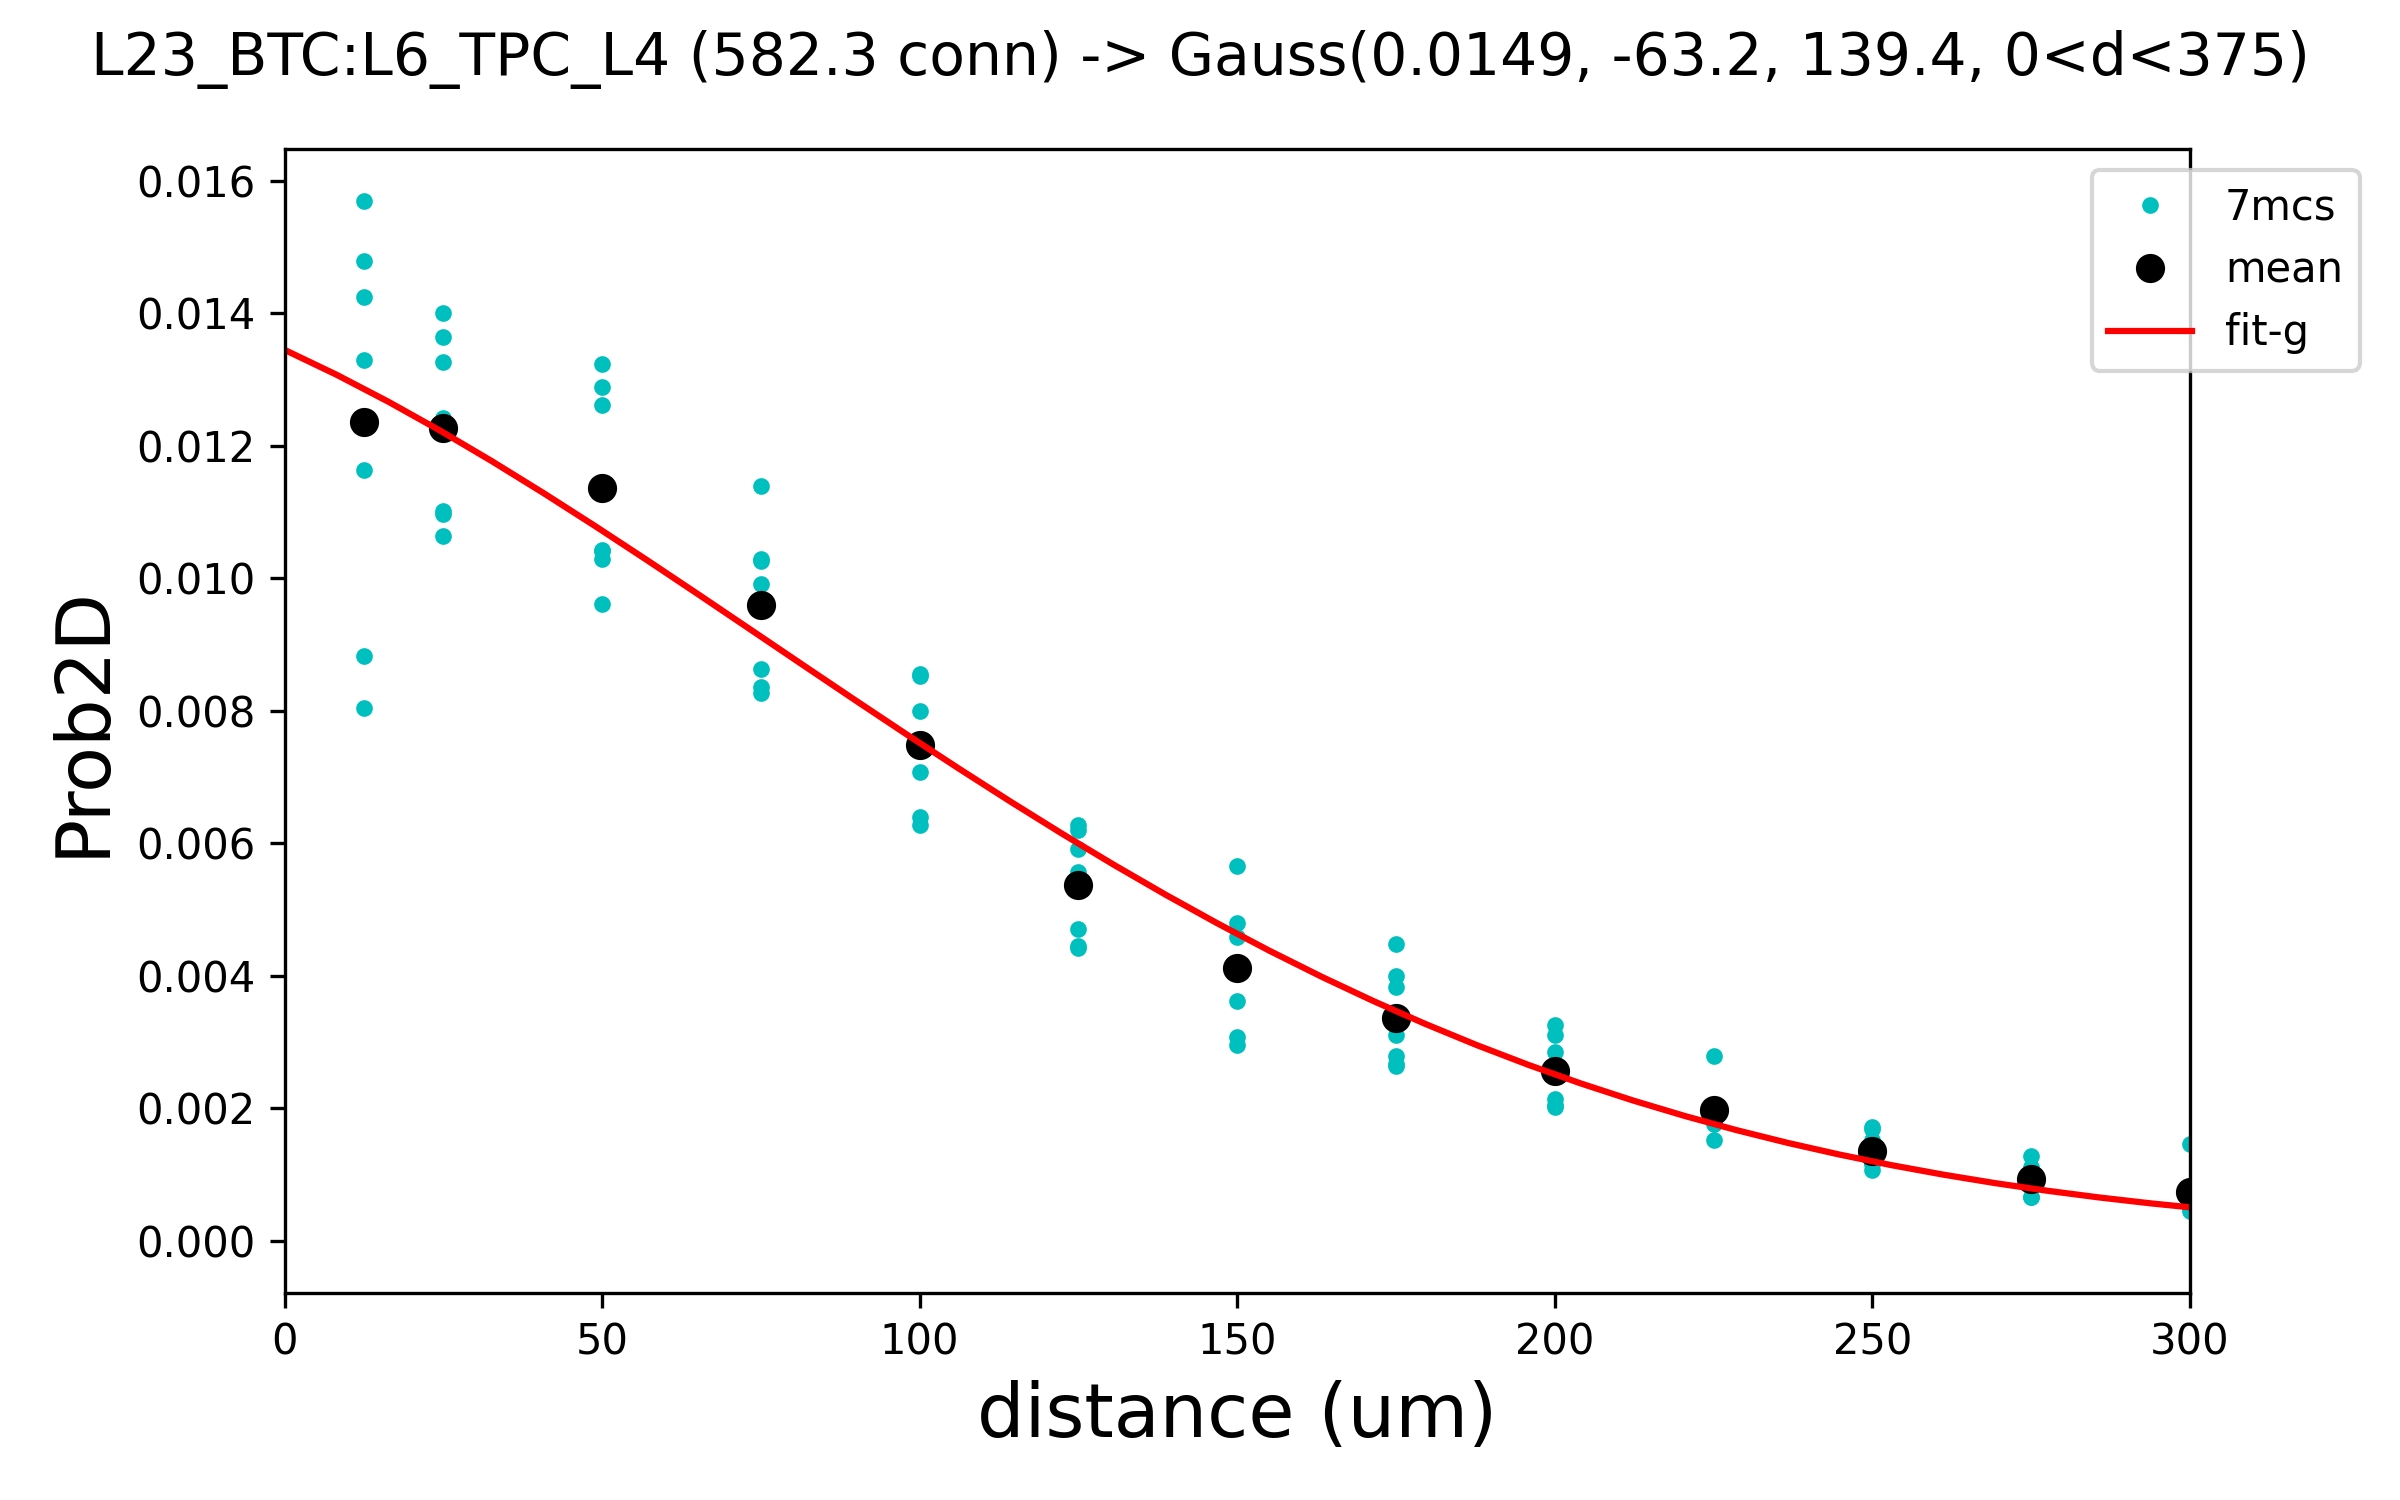 L23_BTC:L6_TPC_L4 (582.3 conn) -> Gauss(0.0149, -63.2, 139.4, 0<d<375)
7mcs
mean
fit-g
Prob2D
0.016
0.014
0.012
0.010
0.008
0.006
0.004
0.002
0.000
0 50 100 150 200 250 300
distance (um)